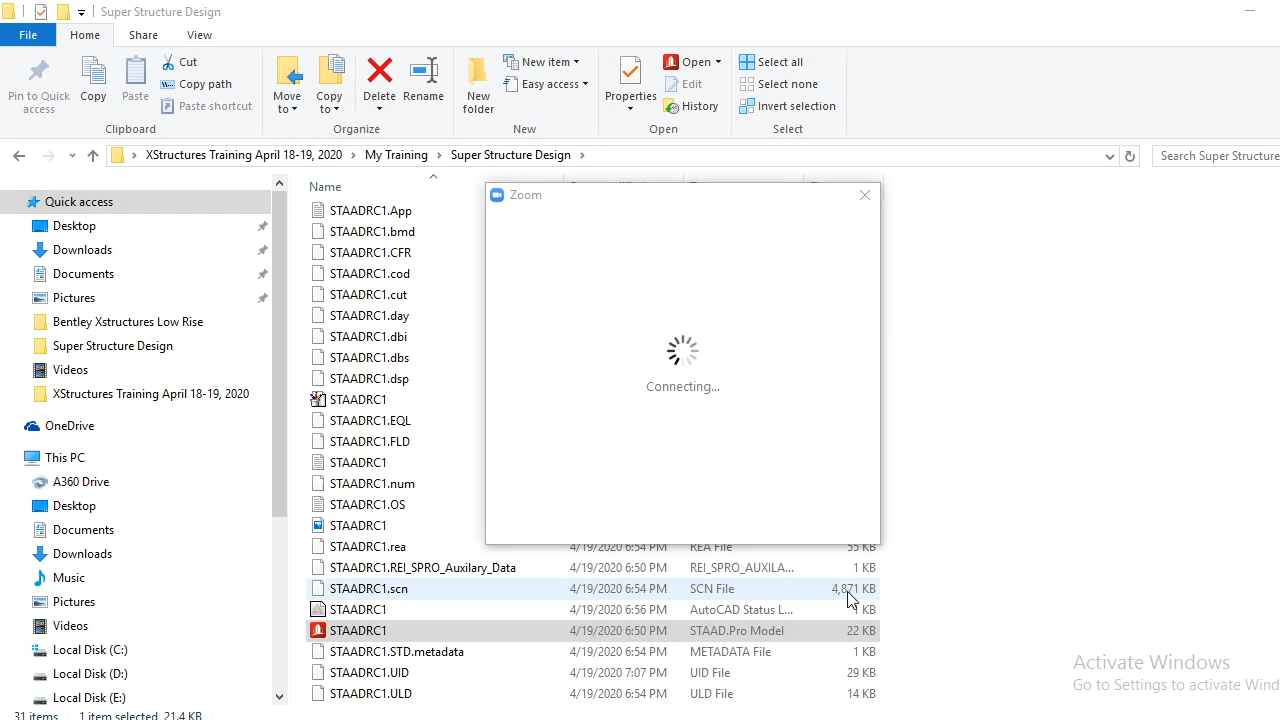 Super Structure Design
File Home Share View
Pin to Quick access
Copy
Paste
Cut
Copy path
Paste shortcut
Clipboard
Move to
Copy to
Delete
Rename
Organize
New folder
New item
Easy access
New
Properties
Open
Edit
History
Open
Select all
Select none
Invert selection
Select
XStructures Training April 18-19, 2020 > My Training > Super Structure Design >
Search Super Structure
Quick access
Desktop
Downloads
Documents
Pictures
Bentley Xstructures Low Rise
Super Structure Design
Videos
XStructures Training April 18-19, 2020
OneDrive
This PC
A360 Drive
Desktop
Documents
Downloads
Music
Pictures
Videos
Local Disk (C:)
Local Disk (D:)
Local Disk (E:)
Name
STAADRC1.App
STAADRC1.bmd
STAADRC1.CFR
STAADRC1.cod
STAADRC1.cut
STAADRC1.day
STAADRC1.dbi
STAADRC1.dbs
STAADRC1.dsp
STAADRC1
STAADRC1.EQL
STAADRC1.FLD
STAADRC1
STAADRC1.num
STAADRC1.OS
STAADRC1
STAADRC1.rea 4/19/2020 6:54 PM REA File 55 KB
STAADRC1.REI_SPRO_Auxilary_Data 4/19/2020 6:50 PM REI_SPRO_AUXILA... 1 KB
STAADRC1.scn 4/19/2020 6:54 PM SCN File 4,871 KB
STAADRC1 4/19/2020 6:56 PM AutoCAD Status L... KB
STAADRC1 4/19/2020 6:50 PM STAAD.Pro Model 22 KB
STAADRC1.STD.metadata 4/19/2020 6:54 PM METADATA File 1 KB
STAADRC1.UID 4/19/2020 7:07 PM UID File 29 KB
STAADRC1.ULD 4/19/2020 6:54 PM ULD File 14 KB
Zoom
Connecting...
Activate Windows
Go to Settings to activate Wind
31 items 1 item selected 21.4 KB